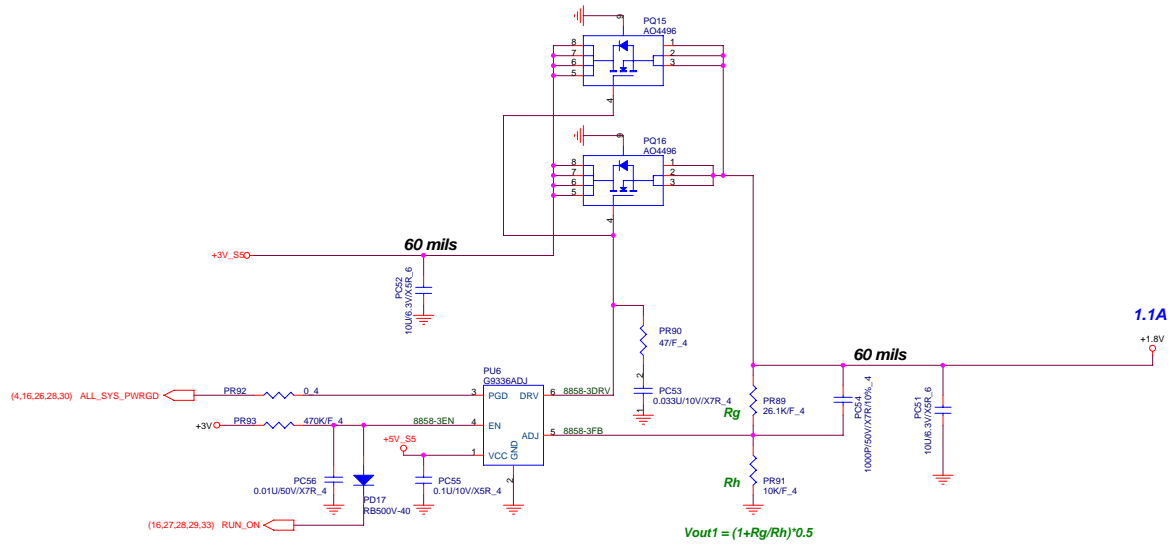 9
PQ15
AO4496
8
7
6
5
1
2
3
4
9
PQ16
AO4496
8
7
6
5
1
2
3
4
+3V_S5
60 mils
PC52
10U/6.3V/X5R_6
PR90
47/F_4
2
PC53
0.033U/10V/X7R_4
1
1.1A
+1.8V
60 mils
Rg
PR89
26.1K/F_4
PC54
1000P/50V/X7R/10%_4
PC51
10U/6.3V/X5R_6
Rh
PR91
10K/F_4
PU6
G9336ADJ
(4,16,26,28,30) ALL_SYS_PWRGD
PR92
0_4
3
PGD
DRV
6
8858-3DRV
+3V
PR93
470K/F_4
8858-3EN
4
EN
ADJ
5
8858-3FB
+5V_S5
1
VCC
GND
2
PC56
0.01U/50V/X7R_4
PD17
RB500V-40
PC55
0.1U/10V/X5R_4
(16,27,28,29,33) RUN_ON
Vout1 = (1+Rg/Rh)*0.5